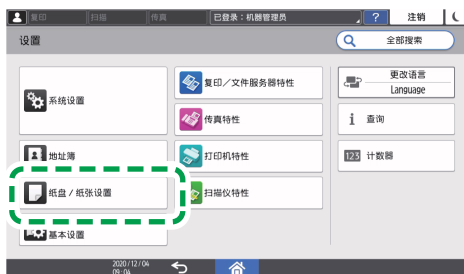 复印
扫描
传真
已登录：机器管理员
?
注销
设置
全部搜索
系统设置
复印／文件服务器特性
更改语言
Language
传真特性
查询
地址簿
打印机特性
123
计数器
纸盘 / 纸张设置
扫描仪特性
基本设置
2020/12/04
09:04